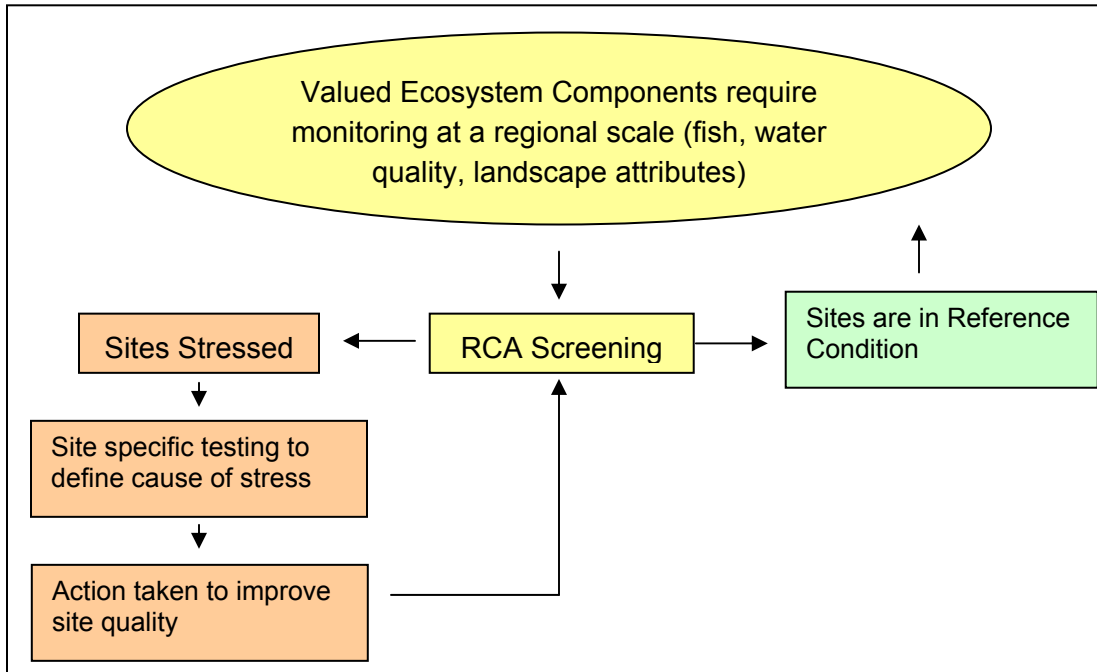 Valued Ecosystem Components require
monitoring at a regional scale (fish, water
quality, landscape attributes)
Sites Stressed
RCA Screening
Sites are in Reference
Condition
Site specific testing to
define cause of stress
Action taken to improve
site quality